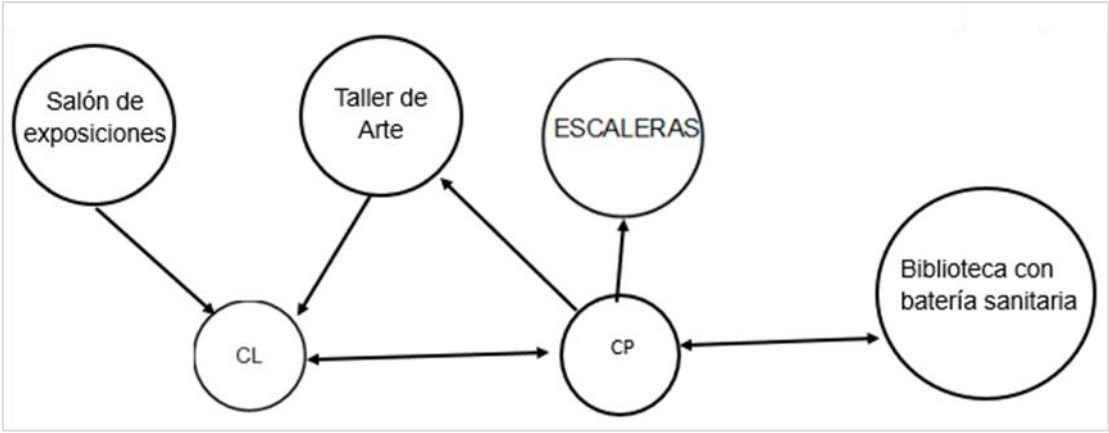 Salón de
exposiciones
Taller de
Arte
ESCALERAS
Biblioteca con
batería sanitaria
CL
CP